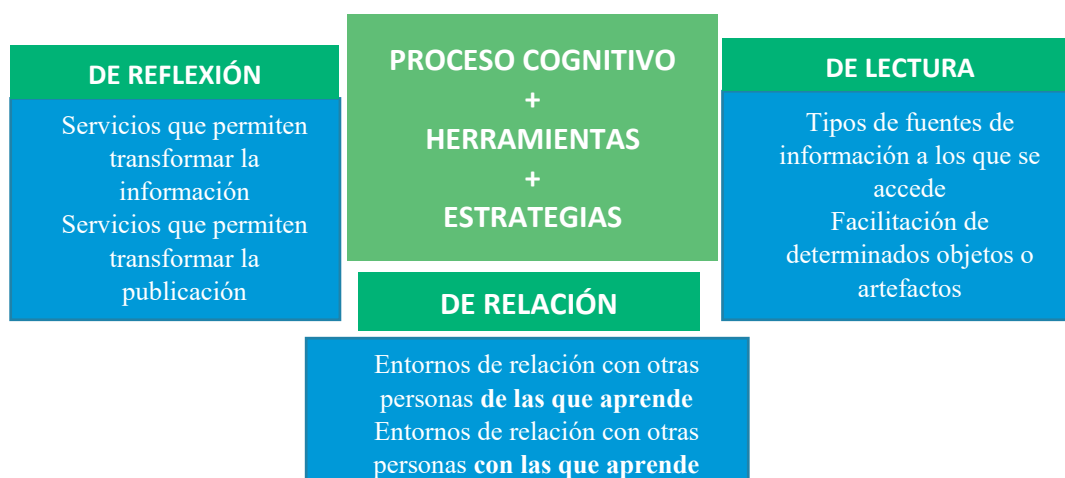 DE REFLEXIÓN
Servicios que permiten
transformar la
información
Servicios que permiten
transformar la
publicación
PROCESO COGNITIVO
+
HERRAMIENTAS
+
ESTRATEGIAS
DE LECTURA
Tipos de fuentes de
información a los que se
accede
Facilitación de
determinados objetos o
artefactos
DE RELACIÓN
Entornos de relación con otras
personas de las que aprende
Entornos de relación con otras
personas con las que aprende